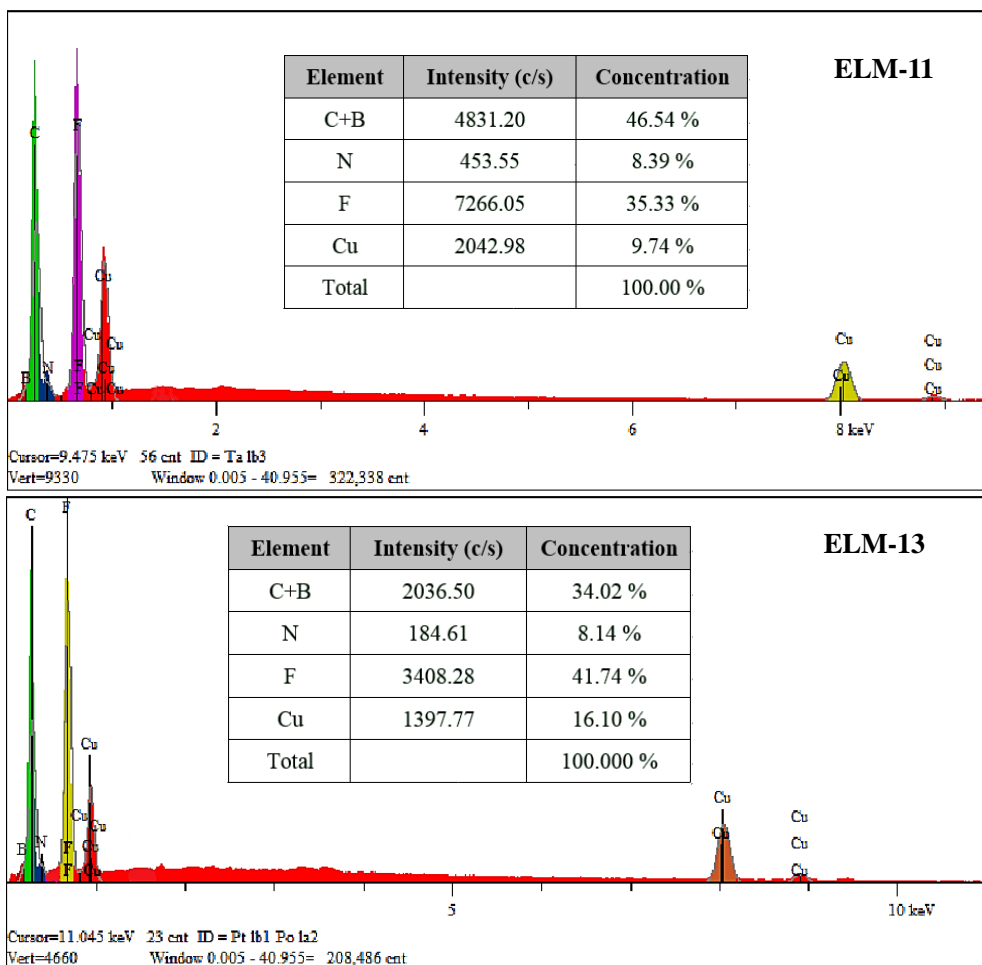 ELM-11
Element Intensity (c/s) Concentration
C+B 4831.20 46.54 %
N 453.55 8.39 %
F 7266.05 35.33 %
Cu 2042.98 9.74 %
Total 100.00 %
C
F
Cu
Cu
Cu
B
N
F
F
Cu
Cu
Cu
Cu
Cu
Cu
Cu
Cu
2 4 6 8 keV
Cursor=9.475 keV 56 cnt ID = Ta lb3
Vert=9330 Window 0.005 - 40.955= 322,338 cnt
ELM-13
Element Intensity (c/s) Concentration
C+B 2036.50 34.02 %
N 184.61 8.14 %
F 3408.28 41.74 %
Cu 1397.77 16.10 %
Total 100.000 %
C
F
Cu
Cu
Cu
B
N
F
F
Cu
Cu
Cu
Cu
Cu
Cu
Cu
5 10 keV
Cursor=11.045 keV 23 cnt ID = Pt lb1 Po la2
Vert=4660 Window 0.005 - 40.955= 208,486 cnt